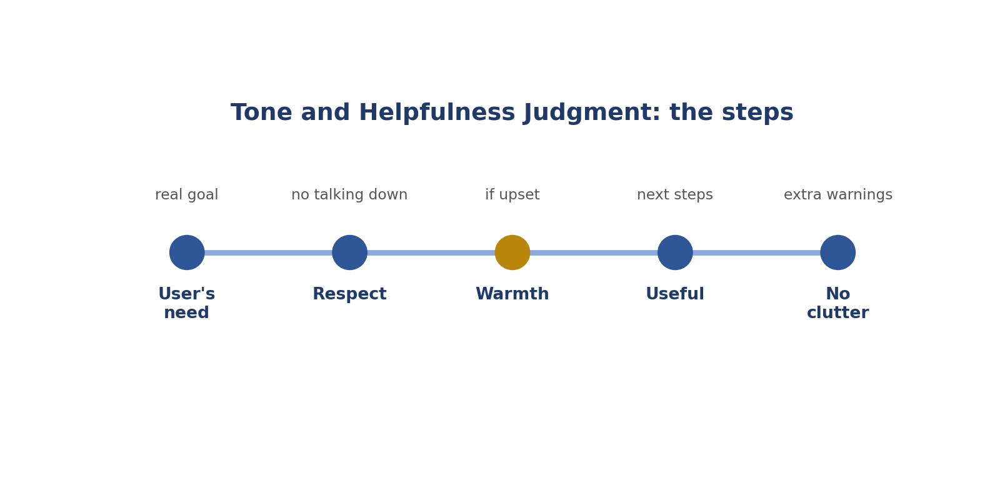 Tone and Helpfulness Judgment: the steps
real goal
no talking down
if upset
next steps
extra warnings
User's
need
Respect
Warmth
Useful
No
clutter